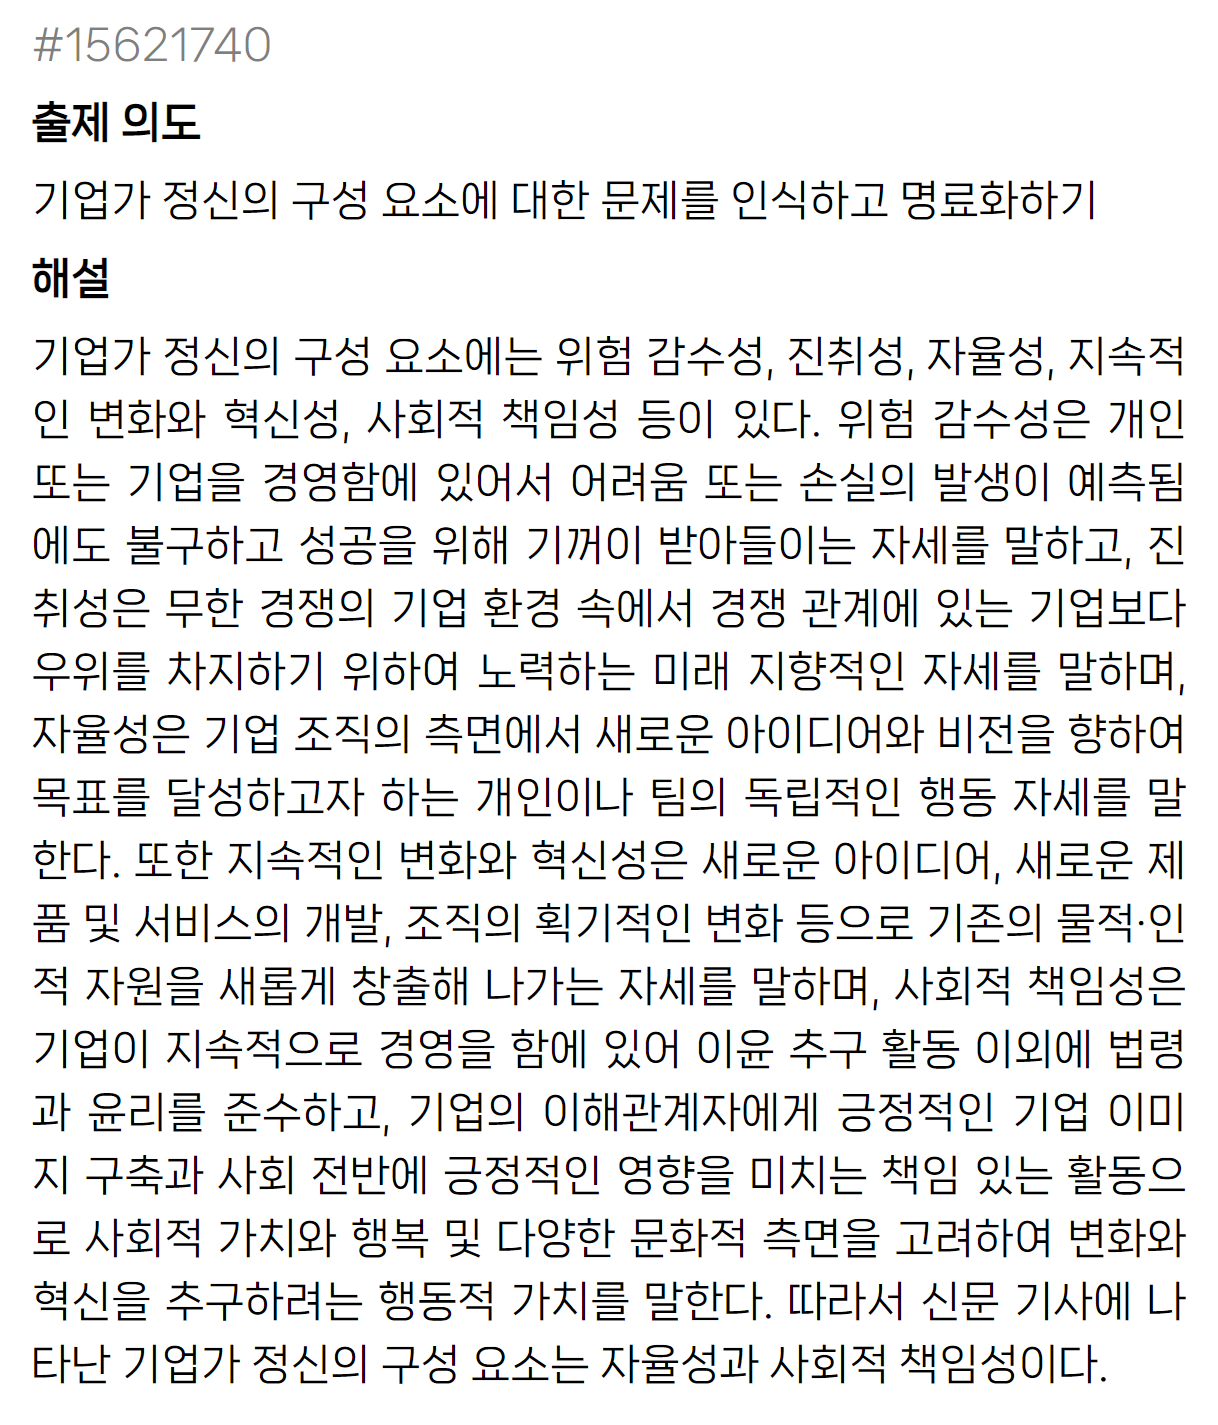 #15621740
출제 의도
기업가 정신의 구성 요소에 대한 문제를 인식하고 명료화하기
해설
기업가 정신의 구성 요소에는 위험 감수성, 진취성, 자율성, 지속적
인 변화와 혁신성, 사회적 책임성 등이 있다. 위험 감수성은 개인
또는 기업을 경영함에 있어서 어려움 또는 손실의 발생이 예측됨
에도 불구하고 성공을 위해 기꺼이 받아들이는 자세를 말하고, 진
취성은 무한 경쟁의 기업 환경 속에서 경쟁 관계에 있는 기업보다
우위를 차지하기 위하여 노력하는 미래 지향적인 자세를 말하며,
자율성은 기업 조직의 측면에서 새로운 아이디어와 비전을 향하여
목표를 달성하고자 하는 개인이나 팀의 독립적인 행동 자세를 말
한다. 또한 지속적인 변화와 혁신성은 새로운 아이디어, 새로운 제
품 및 서비스의 개발, 조직의 획기적인 변화 등으로 기존의 물적·인
적 자원을 새롭게 창출해 나가는 자세를 말하며, 사회적 책임성은
기업이 지속적으로 경영을 함에 있어 이윤 추구 활동 이외에 법령
과 윤리를 준수하고, 기업의 이해관계자에게 긍정적인 기업 이미
지 구축과 사회 전반에 긍정적인 영향을 미치는 책임 있는 활동으
로 사회적 가치와 행복 및 다양한 문화적 측면을 고려하여 변화와
혁신을 추구하려는 행동적 가치를 말한다. 따라서 신문 기사에 나
타난 기업가 정신의 구성 요소는 자율성과 사회적 책임성이다.